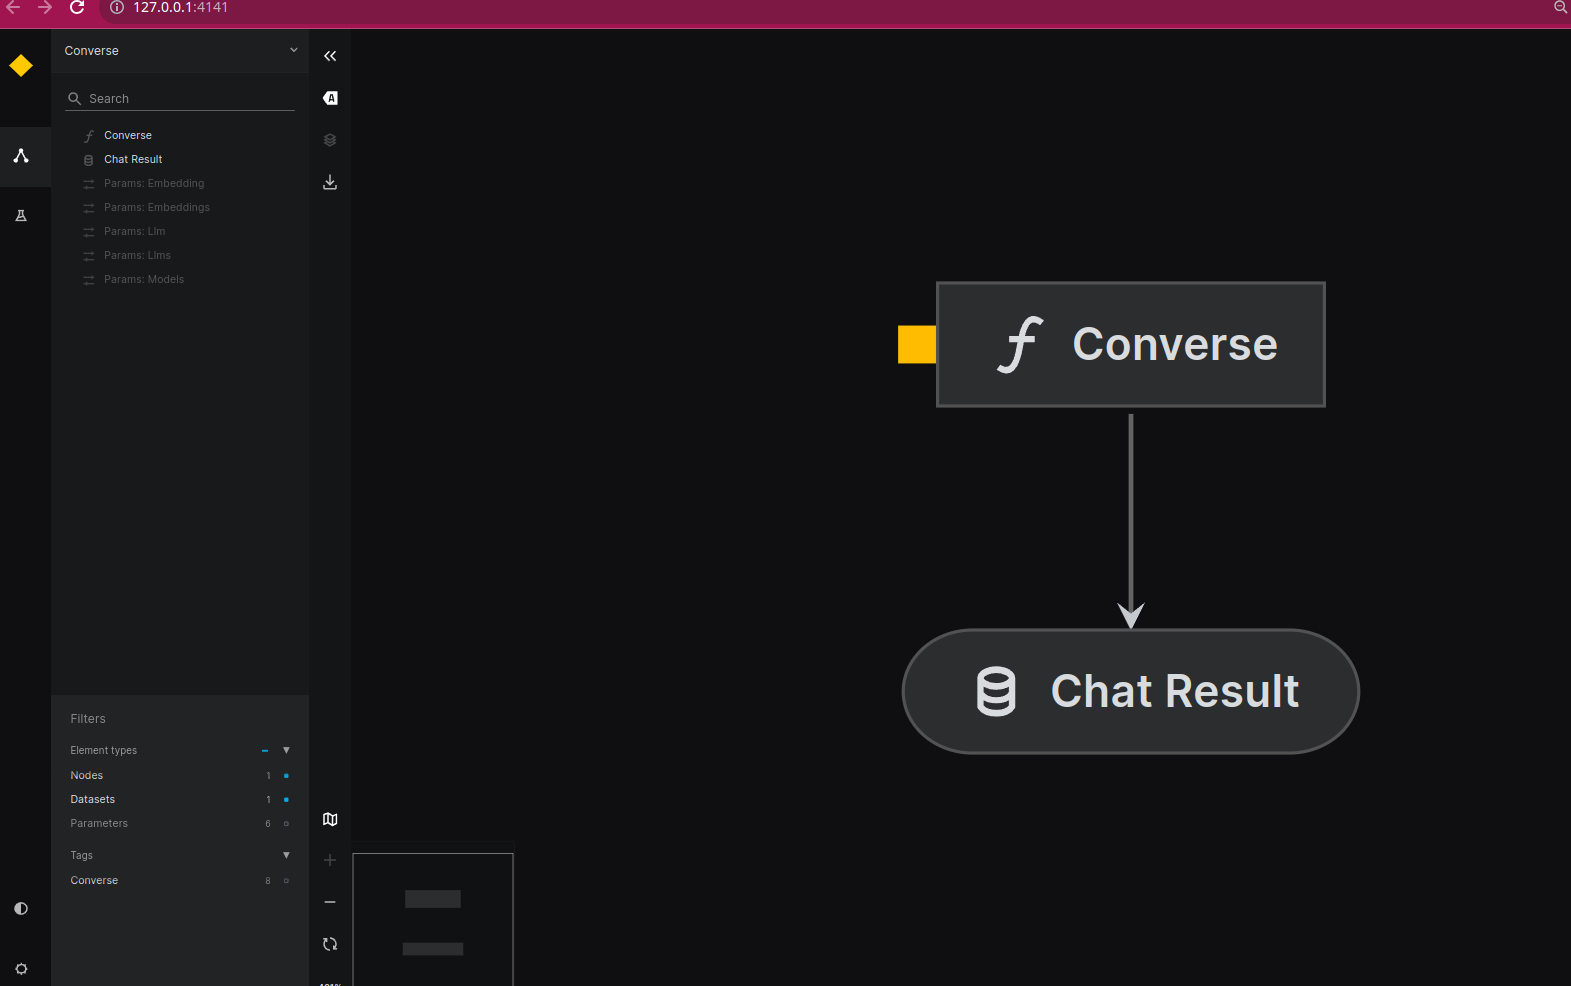 127.0.0.1:4141
Converse
Search
Converse
Chat Result
Params: Embedding
Params: Embeddings
Params: Llm
Params: Llms
Params: Models
Filters
Element types
Nodes 1
Datasets 1
Parameters 6
Tags
Converse 8
A
Converse
Chat Result